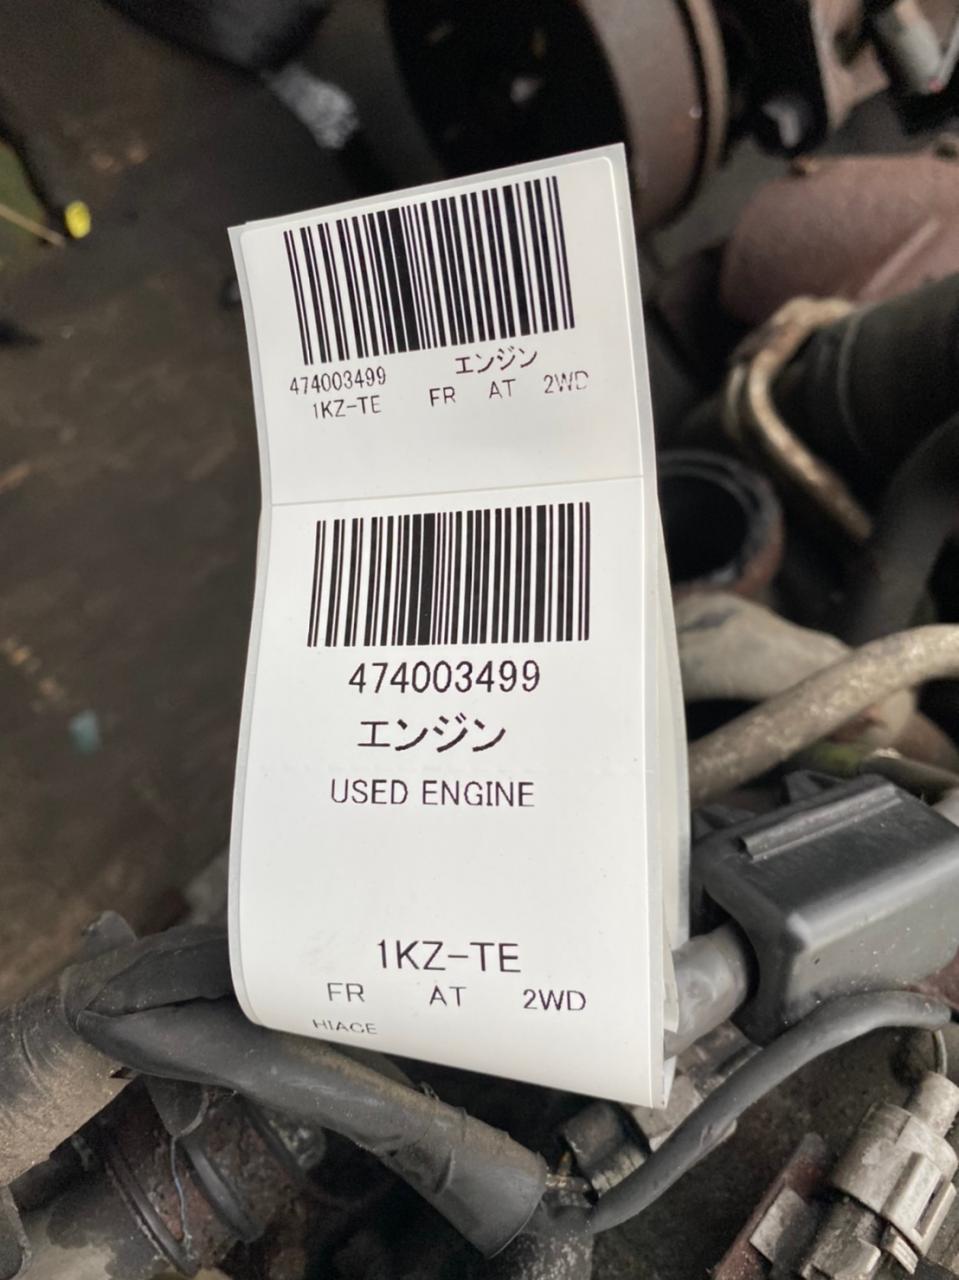 474003499 エンジン
1KZ-TE FR AT 2WD
474003499
エンジン
USED ENGINE
1KZ-TE
FR AT 2WD
HIACE